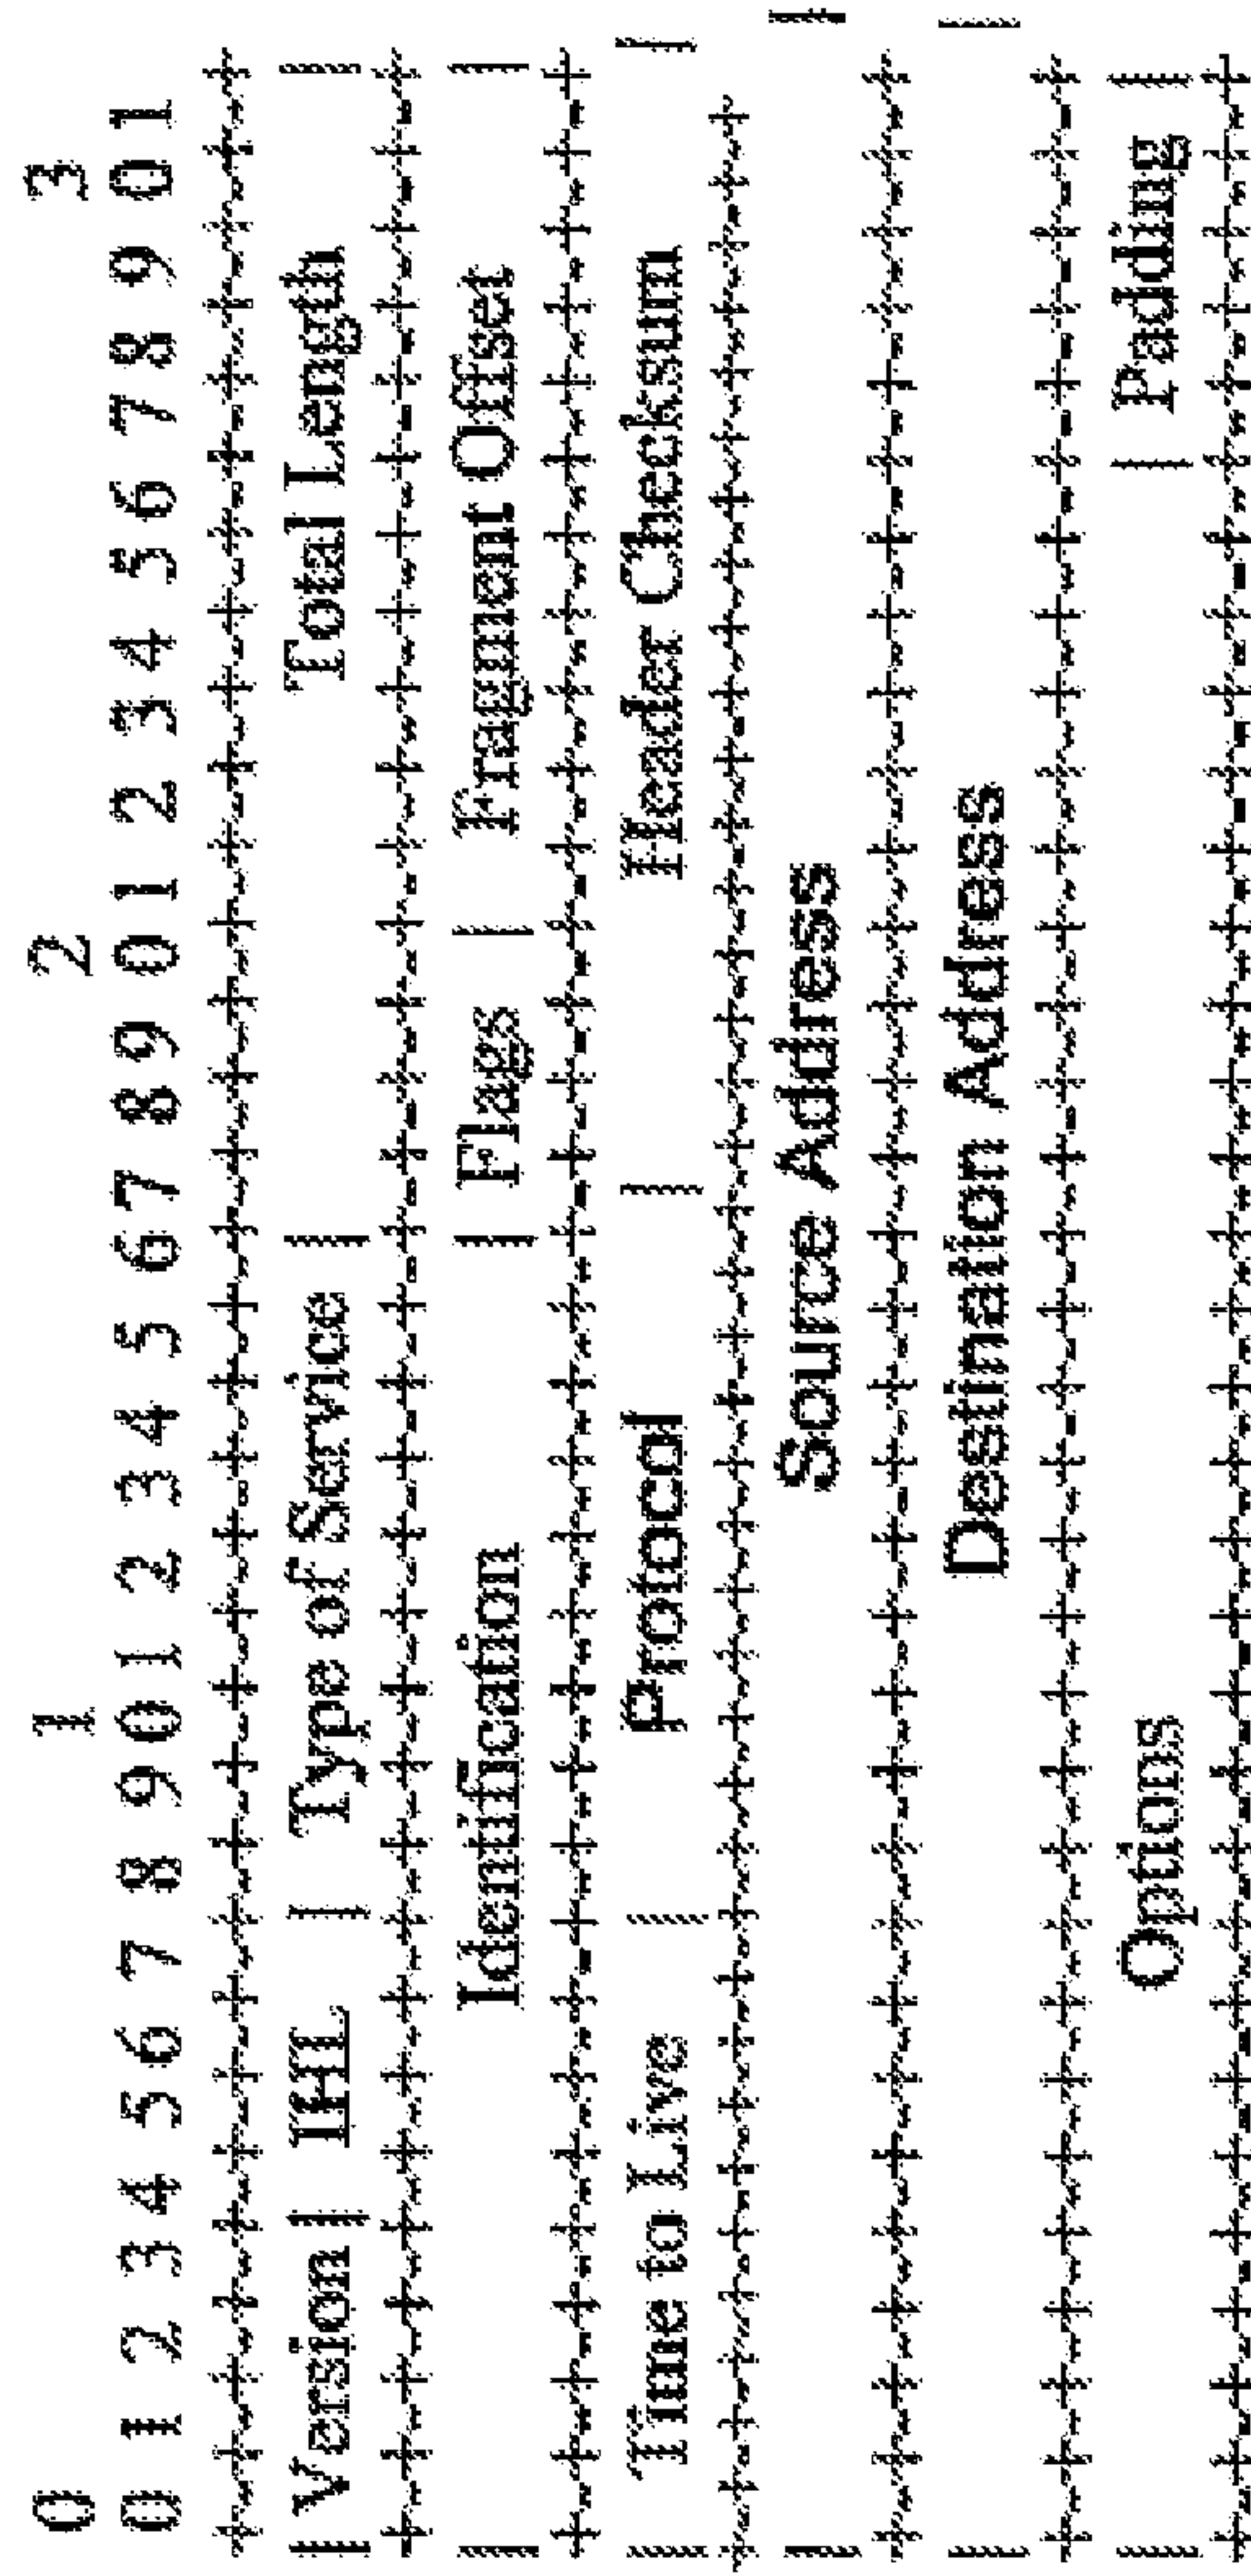 0 1 2 3
0 1 2 3 4 5 6 7 8 9 0 1 2 3 4 5 6 7 8 9 0 1 2 3 4 5 6 7 8 9 0 1
+-+-+-+-+-+-+-+-+-+-+-+-+-+-+-+-+-+-+-+-+-+-+-+-+-+-+-+-+-+-+-+-+
| Version | IHL | Type of Service | Total Length |
+-+-+-+-+-+-+-+-+-+-+-+-+-+-+-+-+-+-+-+-+-+-+-+-+-+-+-+-+-+-+-+-+
| Identification | Flags | Fragment Offset |
+-+-+-+-+-+-+-+-+-+-+-+-+-+-+-+-+-+-+-+-+-+-+-+-+-+-+-+-+-+-+-+-+
| Time to Live | Protocol | Header Checksum |
+-+-+-+-+-+-+-+-+-+-+-+-+-+-+-+-+-+-+-+-+-+-+-+-+-+-+-+-+-+-+-+-+
| Source Address |
+-+-+-+-+-+-+-+-+-+-+-+-+-+-+-+-+-+-+-+-+-+-+-+-+-+-+-+-+-+-+-+-+
| Destination Address |
+-+-+-+-+-+-+-+-+-+-+-+-+-+-+-+-+-+-+-+-+-+-+-+-+-+-+-+-+-+-+-+-+
| Options | Padding |
+-+-+-+-+-+-+-+-+-+-+-+-+-+-+-+-+-+-+-+-+-+-+-+-+-+-+-+-+-+-+-+-+